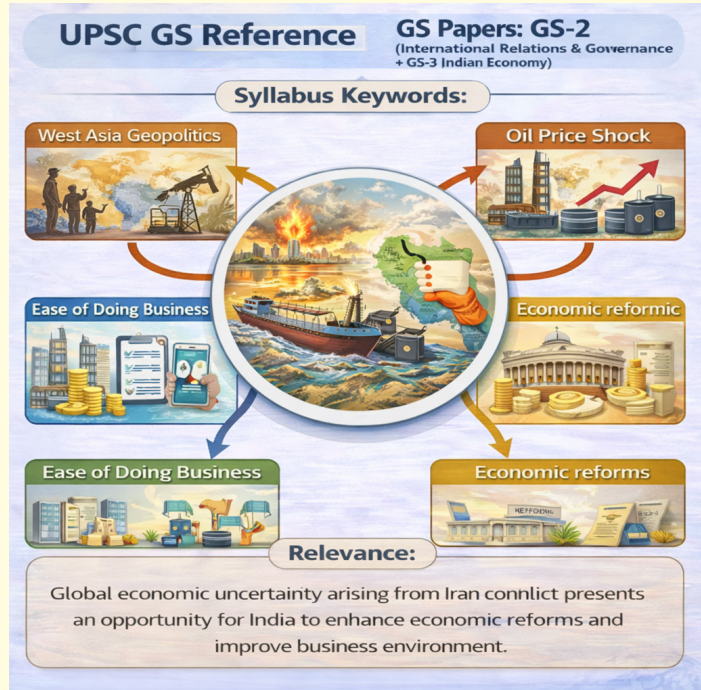 UPSC GS Reference
GS Papers: GS-2
(International Relations & Governance
+ GS-3 Indian Economy)
Syllabus Keywords:
West Asia Geopolitics
Oil Price Shock
Ease of Doing Business
Economic reformic
Ease of Doing Business
Economic reforms
Relevance:
Global economic uncertainty arising from Iran connlict presents
an opportunity for India to enhance economic reforms and
improve business environment.